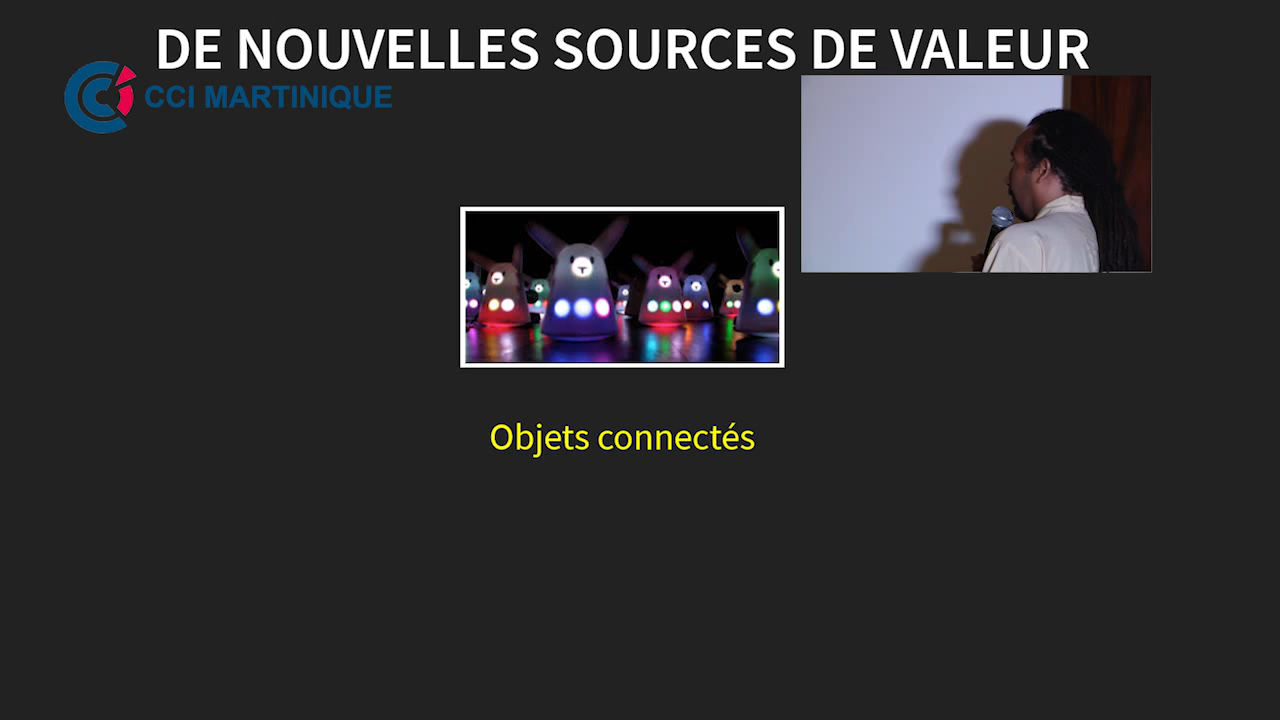 DE NOUVELLES SOURCES DE VALEUR
CCI MARTINIQUE
Objets connectés